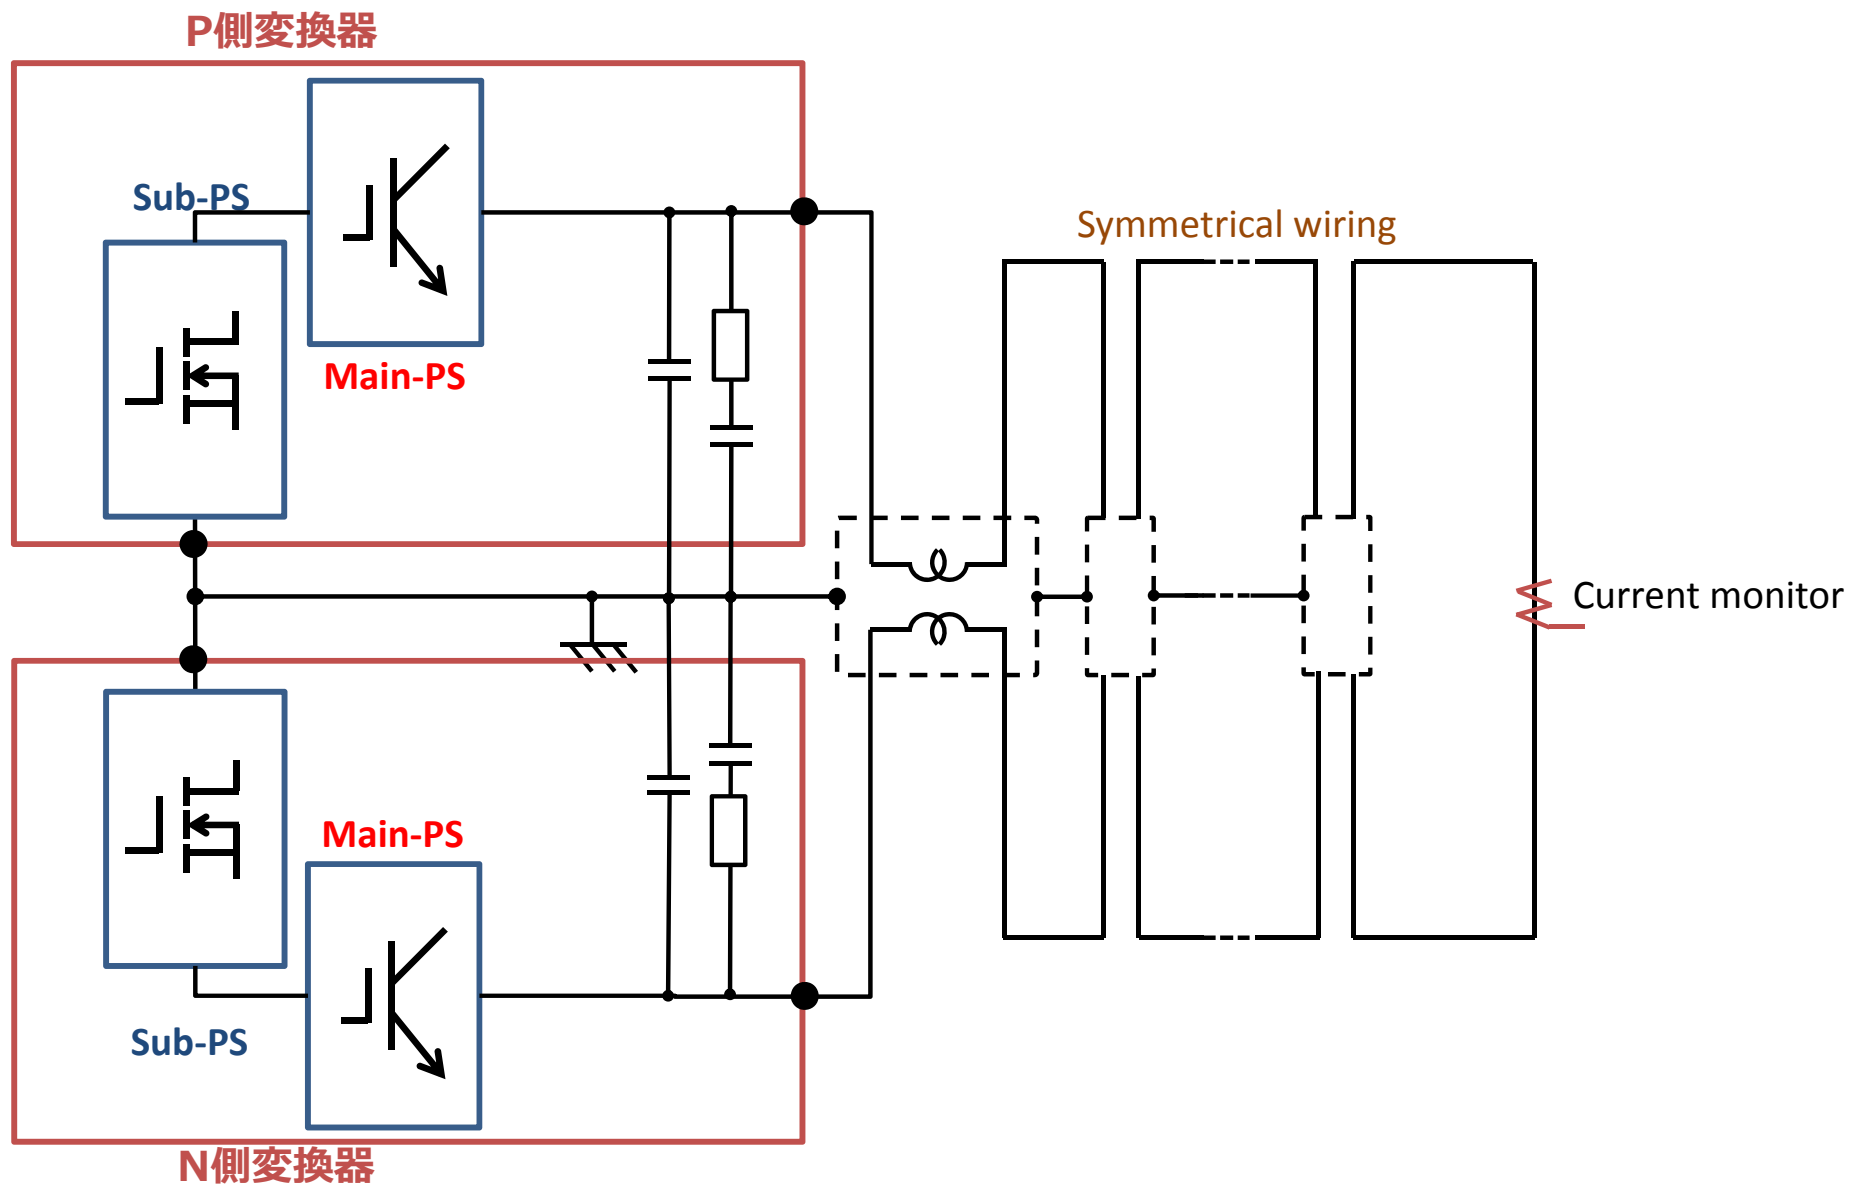 P側変換器
Sub-PS
Main-PS
Symmetrical wiring
Current monitor
Main-PS
Sub-PS
N側変換器